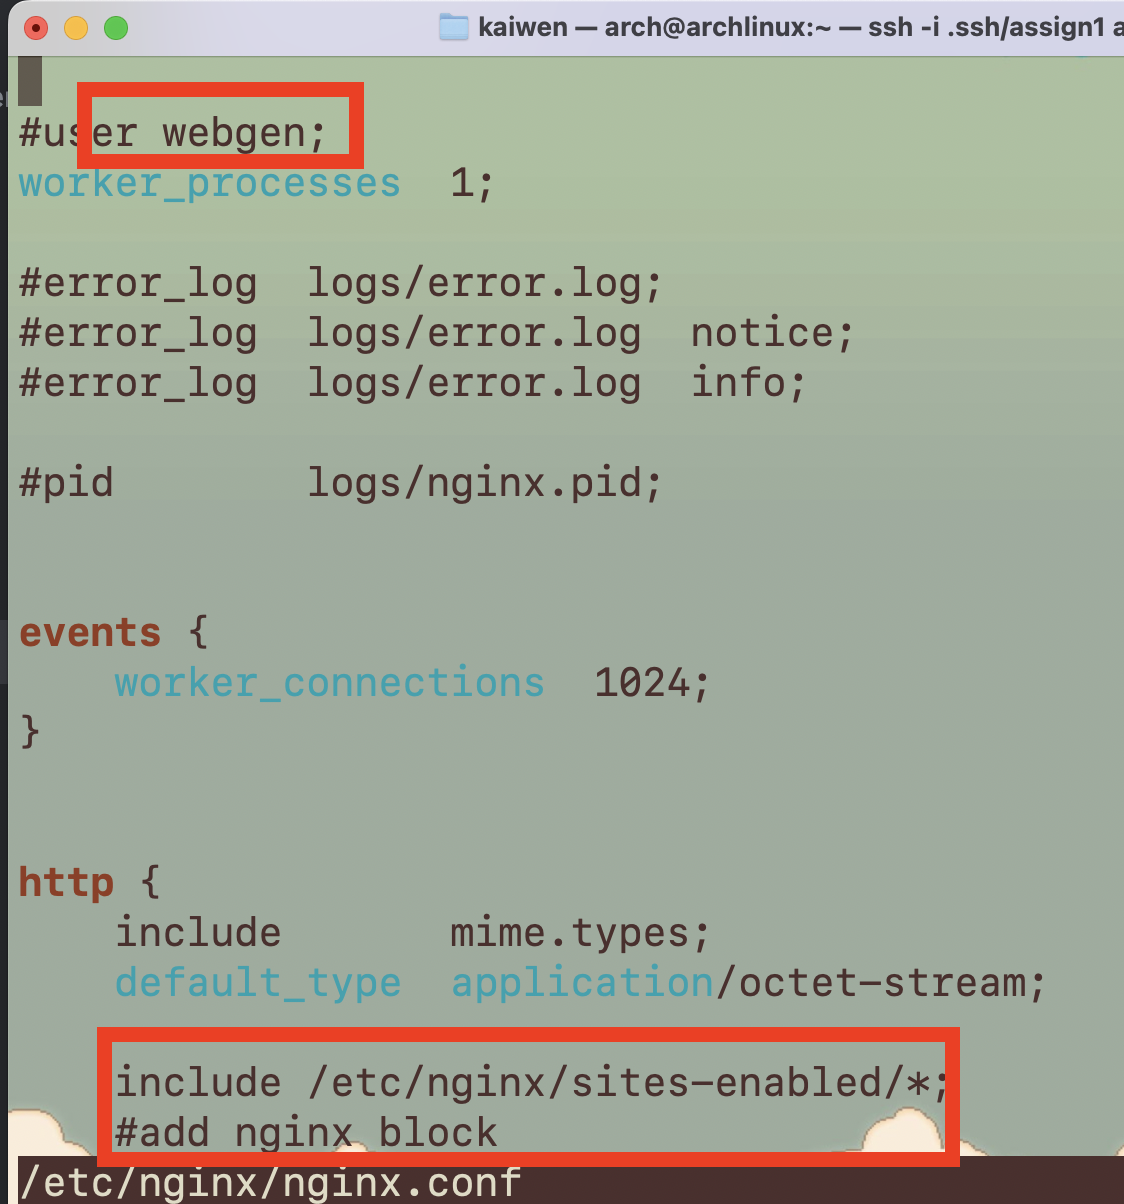 kaiwen — arch@archlinux:~ — ssh -i .ssh/assign1
#user webgen;
worker_processes  1;
#error_log  logs/error.log;
#error_log  logs/error.log  notice;
#error_log  logs/error.log  info;
#pid        logs/nginx.pid;
events {
    worker_connections  1024;
}
http {
    include       mime.types;
    default_type  application/octet-stream;
    include /etc/nginx/sites-enabled/*;
    #add nginx block
/etc/nginx/nginx.conf